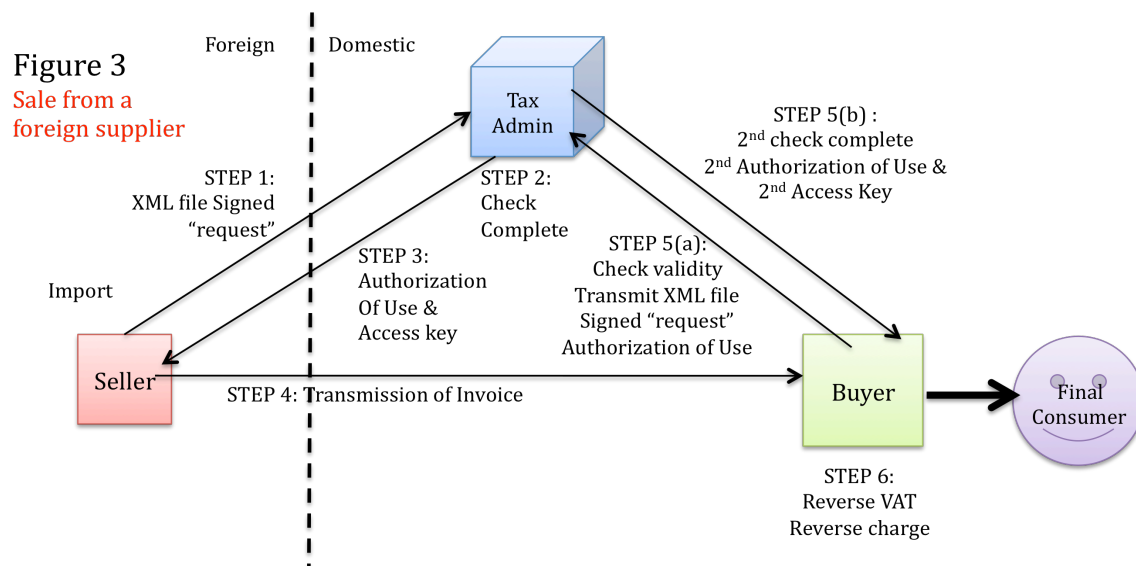 Foreign
Domestic
Figure 3
Sale from a
foreign supplier
Tax
Admin
STEP 5(b) :
2nd check complete
2nd Authorization of Use &
2nd Access Key
STEP 1:
XML file Signed
“request”
STEP 2:
Check
Complete
STEP 3:
Authorization
Of Use &
Access key
STEP 5(a):
Check validity
Transmit XML file
Signed “request”
Authorization of Use
Import
Seller
STEP 4: Transmission of Invoice
Buyer
Final
Consumer
STEP 6:
Reverse VAT
Reverse charge